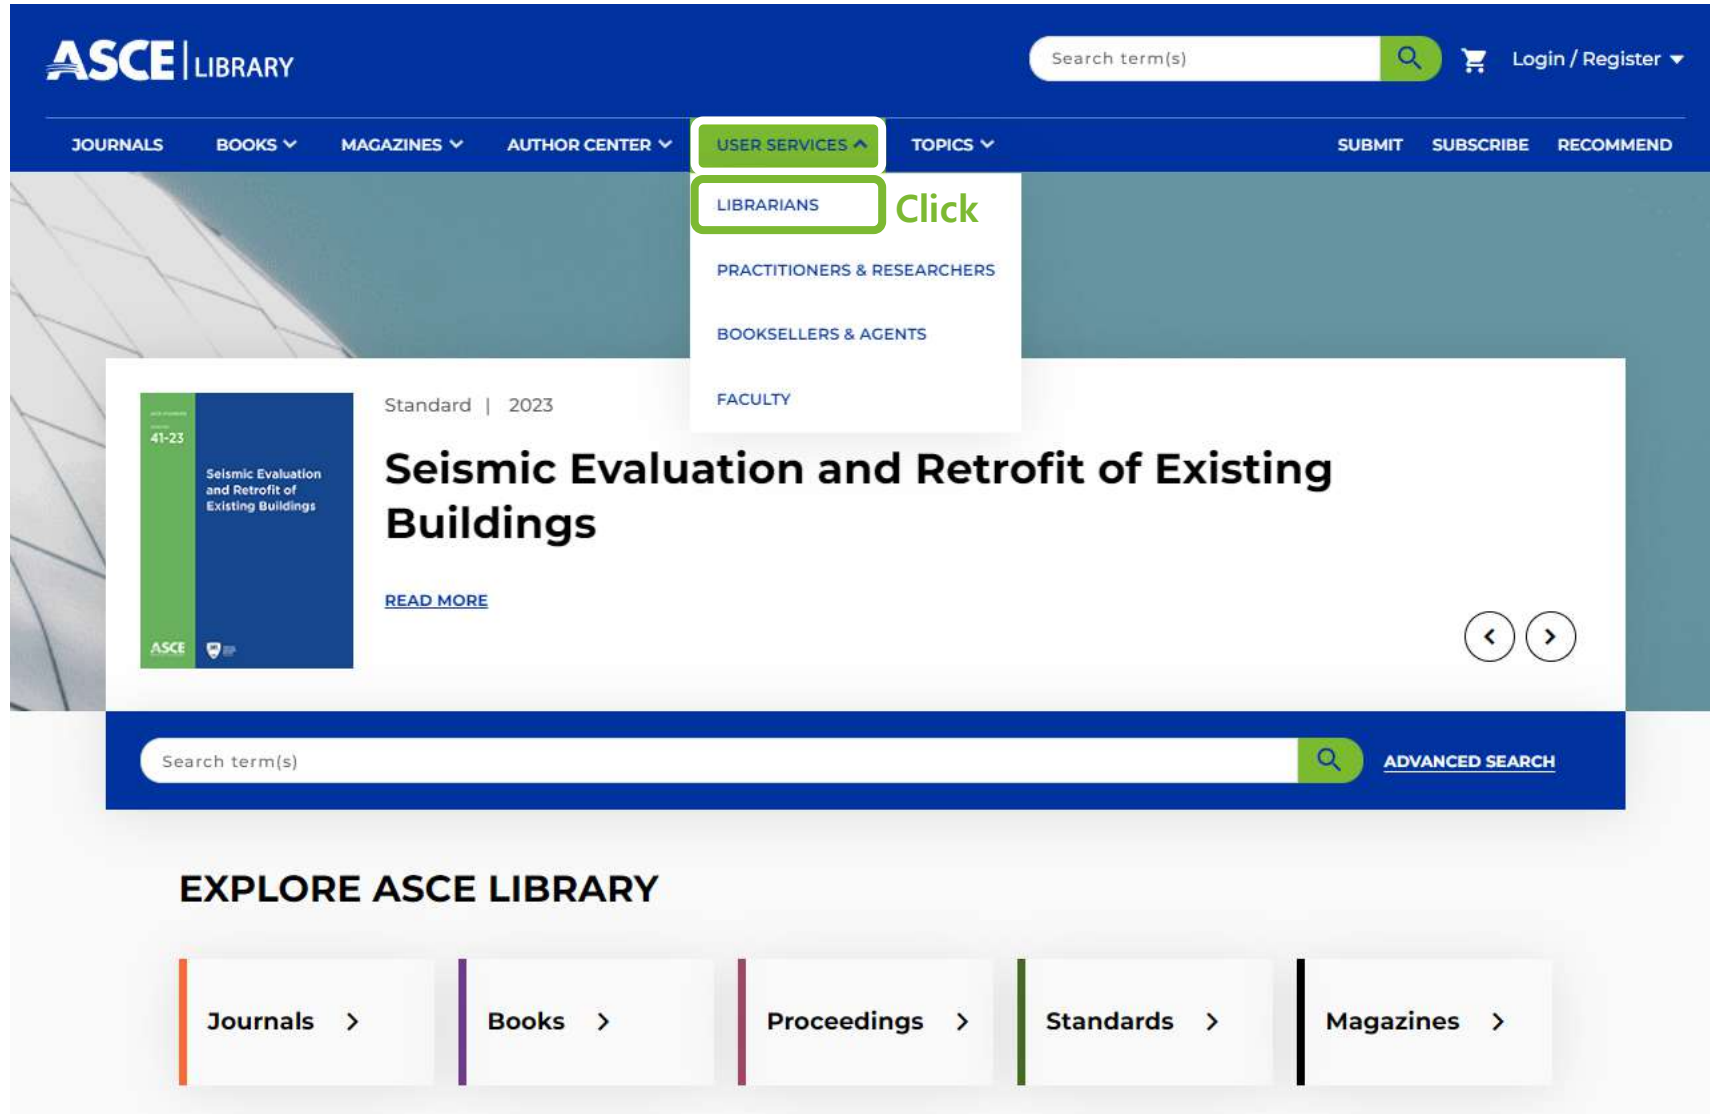 ASCE LIBRARY
Search term(s)
Login / Register
JOURNALS BOOKS MAGAZINES AUTHOR CENTER USER SERVICES TOPICS SUBMIT SUBSCRIBE RECOMMEND
LIBRARIANS Click
PRACTITIONERS & RESEARCHERS
BOOKSELLERS & AGENTS
FACULTY
41-23
Seismic Evaluation
and Retrofit of
Existing Buildings
ASCE
Standard | 2023
Seismic Evaluation and Retrofit of Existing
Buildings
READ MORE
Search term(s)
ADVANCED SEARCH
EXPLORE ASCE LIBRARY
Journals Books Proceedings Standards Magazines